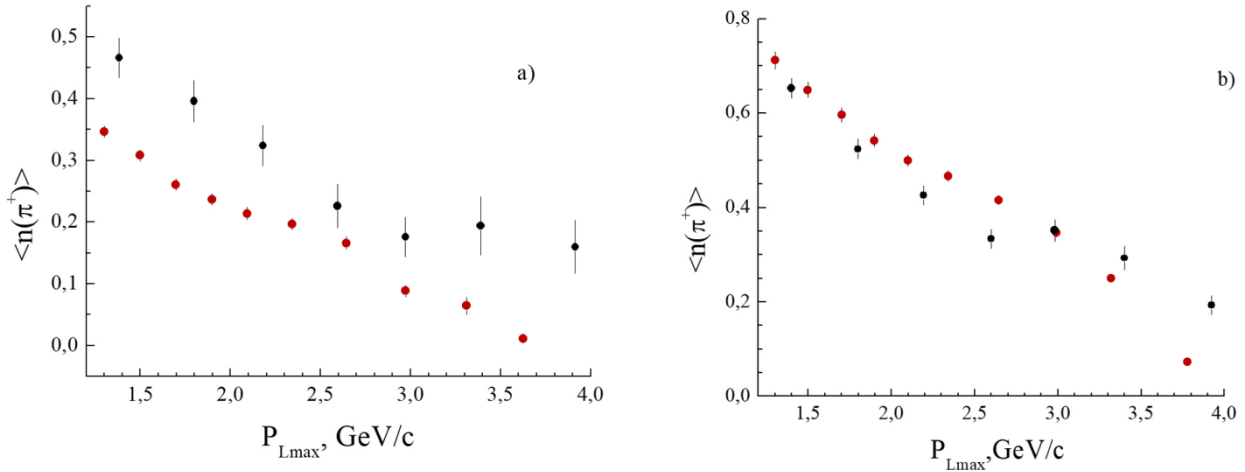 a)
<n(π⁺)>
0,5
0,4
0,3
0,2
0,1
0,0
1,5 2,0 2,5 3,0 3,5 4,0
P_Lmax, GeV/c
b)
<n(π⁻)>
0,8
0,6
0,4
0,2
0,0
1,5 2,0 2,5 3,0 3,5 4,0
P_Lmax,GeV/c